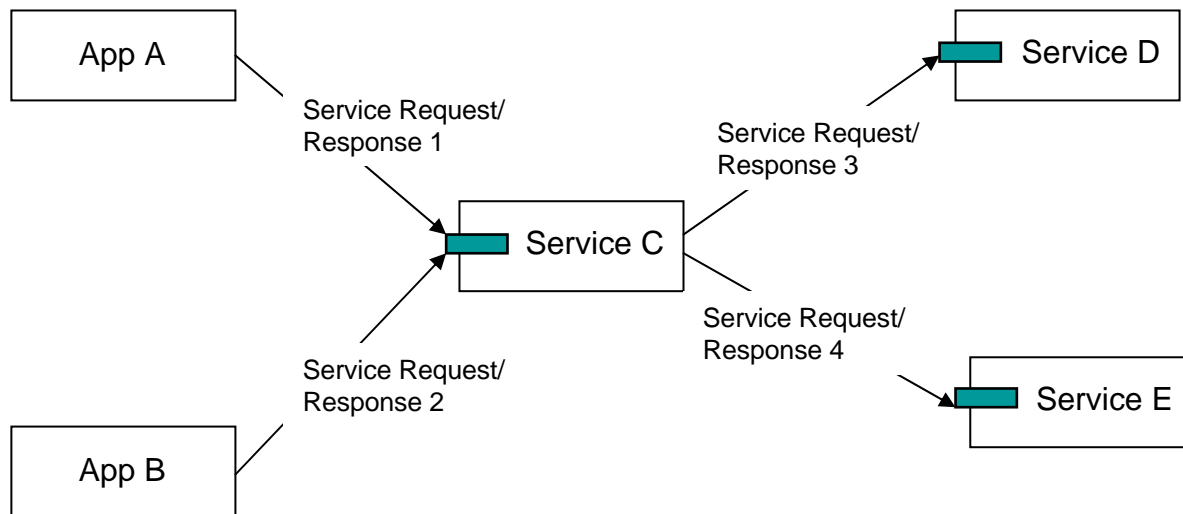 App A
Service D
Service Request/
Response 1
Service Request/
Response 3
Service C
Service Request/
Response 4
Service Request/
Response 2
Service E
App B